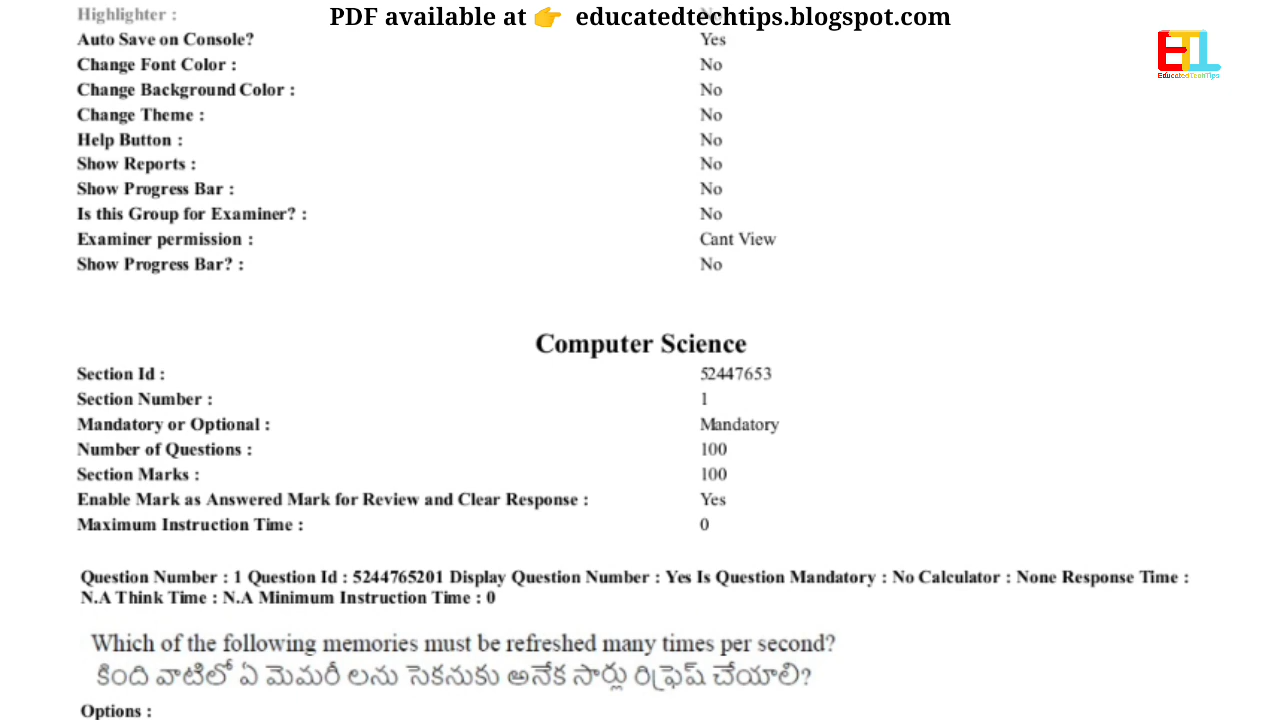 PDF available at 👉 educatedtechtips.blogspot.com
Highlighter :
Auto Save on Console? Yes
Change Font Color : No
Change Background Color : No
Change Theme : No
Help Button : No
Show Reports : No
Show Progress Bar : No
Is this Group for Examiner? : No
Examiner permission : Cant View
Show Progress Bar? : No
ETL
EducatedTechTips
Computer Science
Section Id : 52447653
Section Number : 1
Mandatory or Optional : Mandatory
Number of Questions : 100
Section Marks : 100
Enable Mark as Answered Mark for Review and Clear Response : Yes
Maximum Instruction Time : 0
Question Number : 1 Question Id : 5244765201 Display Question Number : Yes Is Question Mandatory : No Calculator : None Response Time :
N.A Think Time : N.A Minimum Instruction Time : 0
Which of the following memories must be refreshed many times per second?
కింది వాటిలో ఏ మెమరీ లను సెకనుకు అనేక సార్లు రిఫ్రెష్ చేయాలి?
Options :